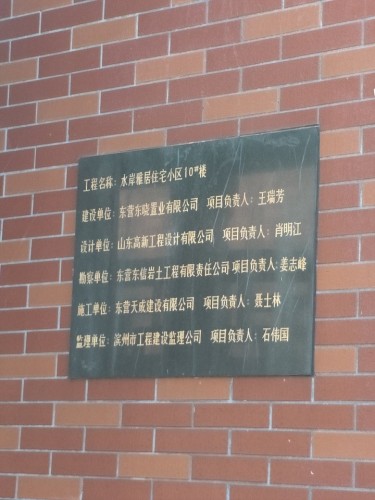 工程名称：水岸雅居住宅小区10#楼
建设单位：东营东晓置业有限公司 项目负责人：王瑞芳
设计单位：山东高新工程设计有限公司 项目负责人：肖明江
勘察单位：东营东信岩土工程有限责任公司 项目负责人：姜志峰
施工单位：东营天成建设有限公司 项目负责人：聂士林
监理单位：滨州市工程建设监理公司 项目负责人：石伟国